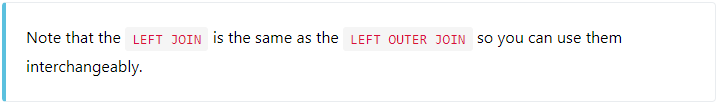 Note that the LEFT JOIN is the same as the LEFT OUTER JOIN so you can use them
interchangeably.